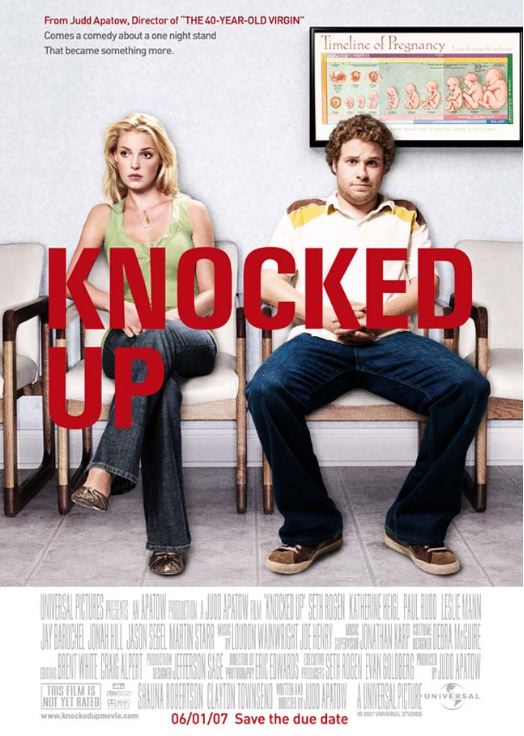 From Judd Apatow, Director of "THE 40-YEAR-OLD VIRGIN"
Comes a comedy about a one night stand
That became something more.
Timeline of Pregnancy
KNOCKED
UP
UNIVERSAL PICTURES PRESENTS AN APATOW PRODUCTION A JUDD APATOW FILM "KNOCKED UP" SETH ROGEN KATHERINE HEIGL PAUL RUDD LESLIE MANN
JAY BARUCHEL JONAH HILL JASON SEGEL MARTIN STARR MUSIC BY LOUDON WAINWRIGHT JOE HENRY MUSIC SUPERVISION JONATHAN KARP COSTUME DESIGNER DEBRA McGUIRE
EDITORS BRENT WHITE CRAIG ALPERT PRODUCTION DESIGNER JEFFERSON SAGE DIRECTOR OF PHOTOGRAPHY ERIC EDWARDS EXECUTIVE PRODUCERS SETH ROGEN EVAN GOLDBERG PRODUCED BY JUDD APATOW
SHAUNA ROBERTSON CLAYTON TOWNSEND WRITTEN AND DIRECTED BY JUDD APATOW A UNIVERSAL PICTURE
THIS FILM IS
NOT YET RATED
dts
UNIVERSAL
www.knockedupmovie.com
06/01/07 Save the due date
© 2007 UNIVERSAL STUDIOS